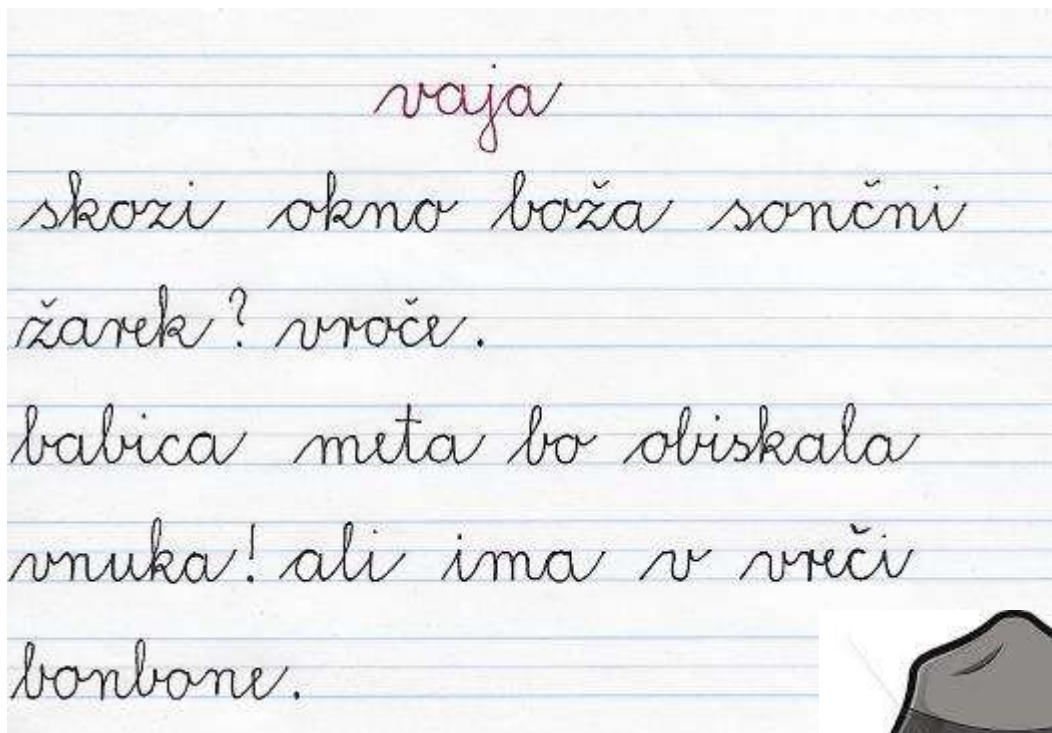 vaja
skozi okno boža sončni
žarek? vroče.
babica meta bo obiskala
vnuka! ali ima v vreči
bonbone.